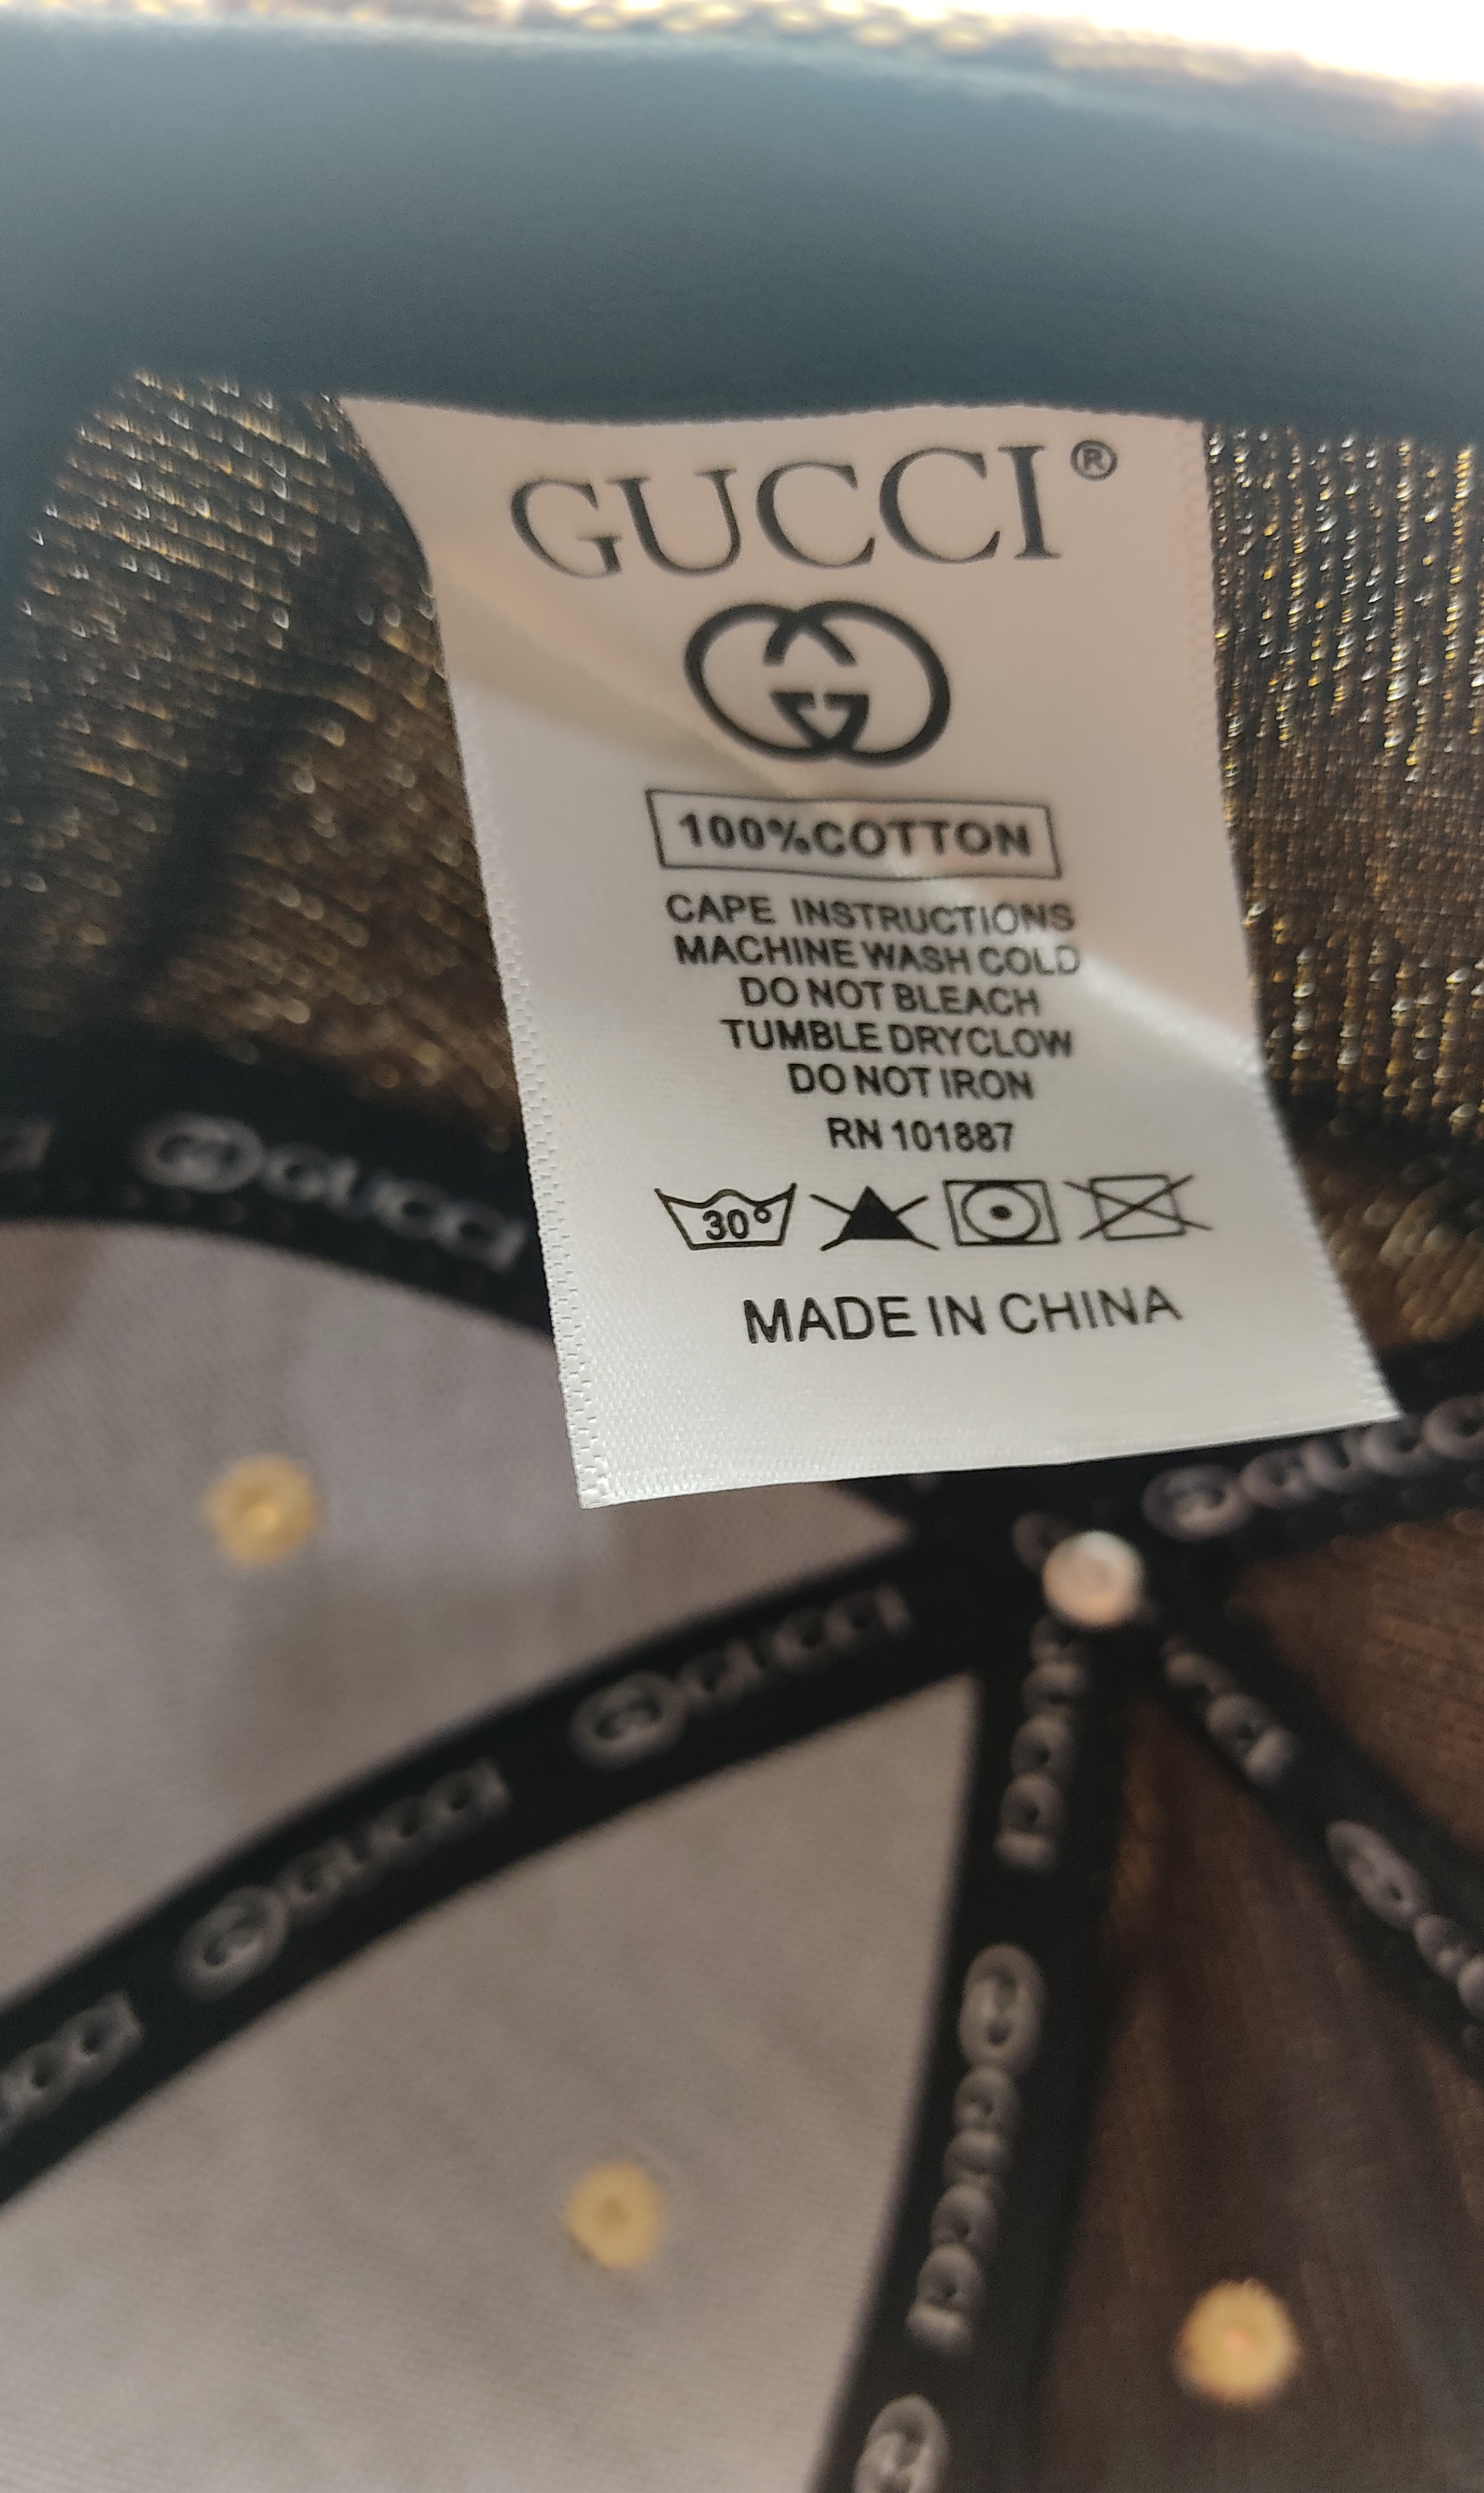 GUCCI®
100%COTTON
CAPE INSTRUCTIONS
MACHINE WASH COLD
DO NOT BLEACH
TUMBLE DRYCLOW
DO NOT IRON
RN 101887
30°
MADE IN CHINA
GUCCI
GUCCI
GUCCI
GUCCI
GUCCI